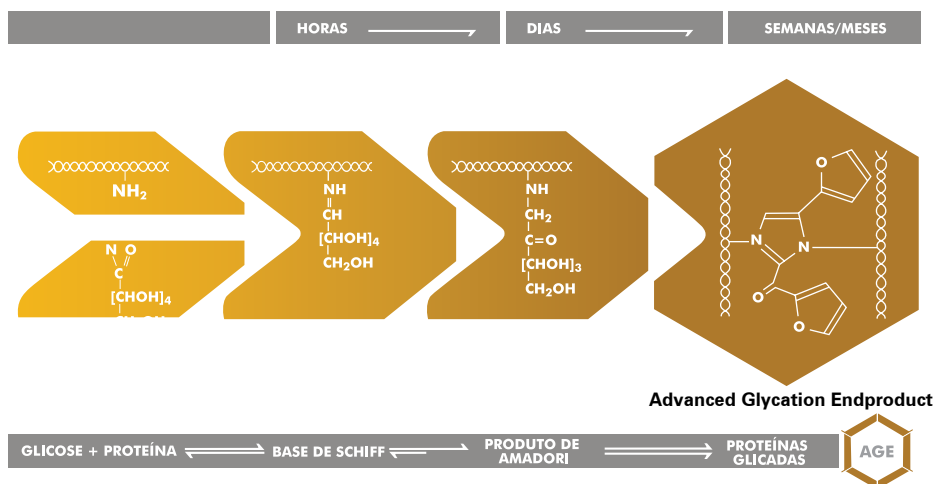 HORAS
DIAS
SEMANAS/MESES
NH2
N O
C
[CHOH]4
NH
CH
[CHOH]4
CH2OH
NH
CH2
C=O
[CHOH]3
CH2OH
O
N
N
O
O
Advanced Glycation Endproduct
GLICOSE + PROTEÍNA
BASE DE SCHIFF
PRODUTO DE
AMADORI
PROTEÍNAS
GLICADAS
AGE